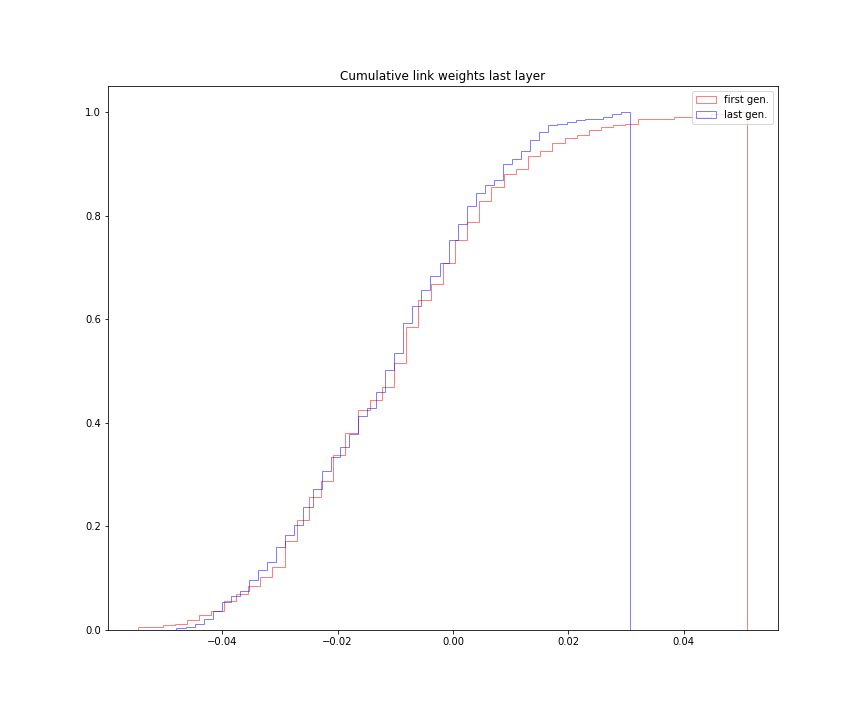 Cumulative link weights last layer
first gen.
last gen.
1.0
0.8
0.6
0.4
0.2
0.0
−0.04 −0.02 0.00 0.02 0.04